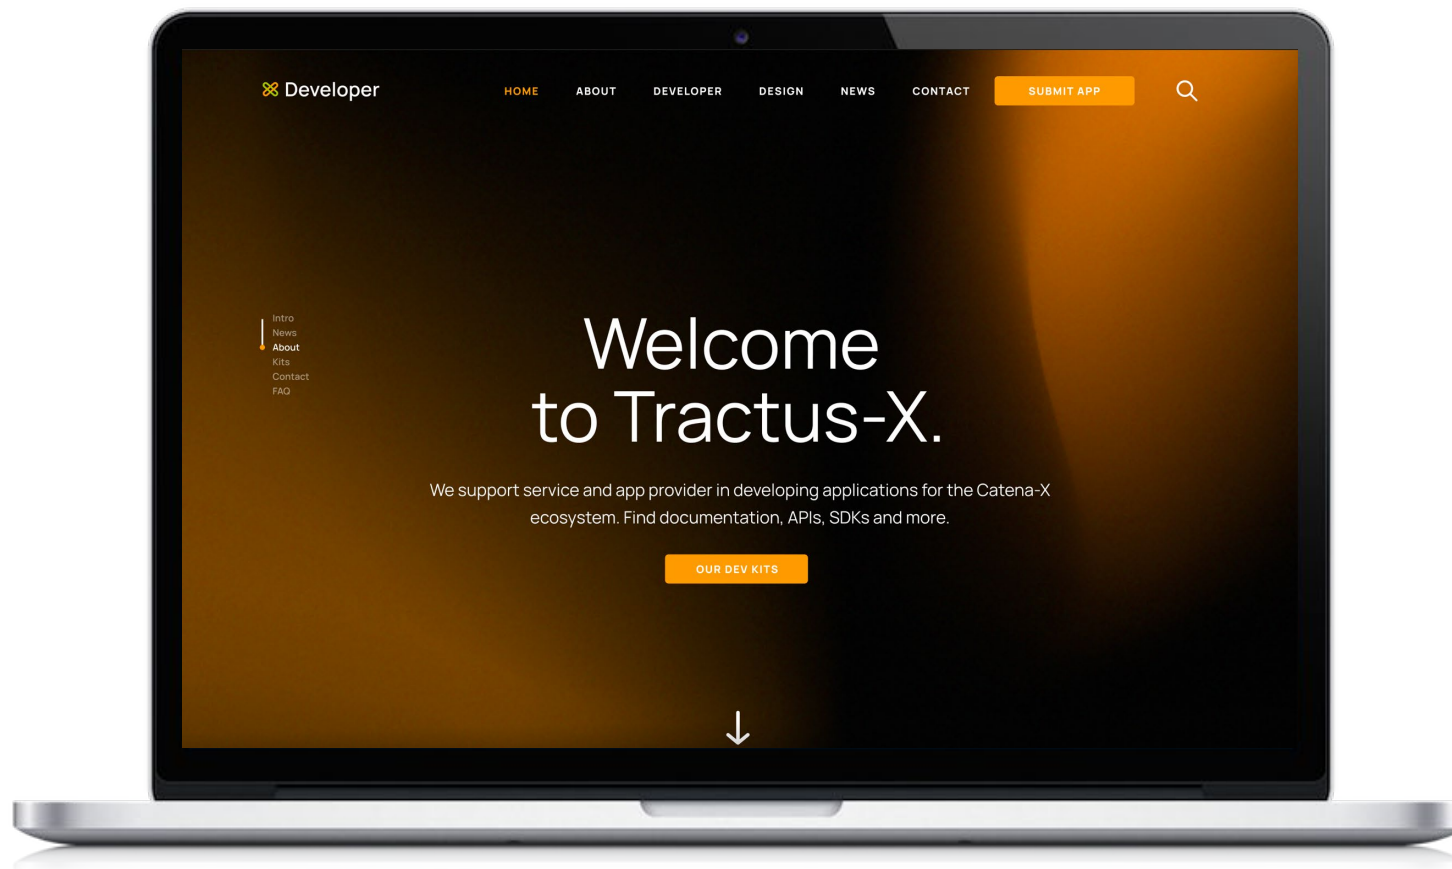 Developer
HOME ABOUT DEVELOPER DESIGN NEWS CONTACT SUBMIT APP
Intro
News
About
Kits
Contact
FAQ
Welcome
to Tractus-X.
We support service and app provider in developing applications for the Catena-X
ecosystem. Find documentation, APIs, SDKs and more.
OUR DEV KITS